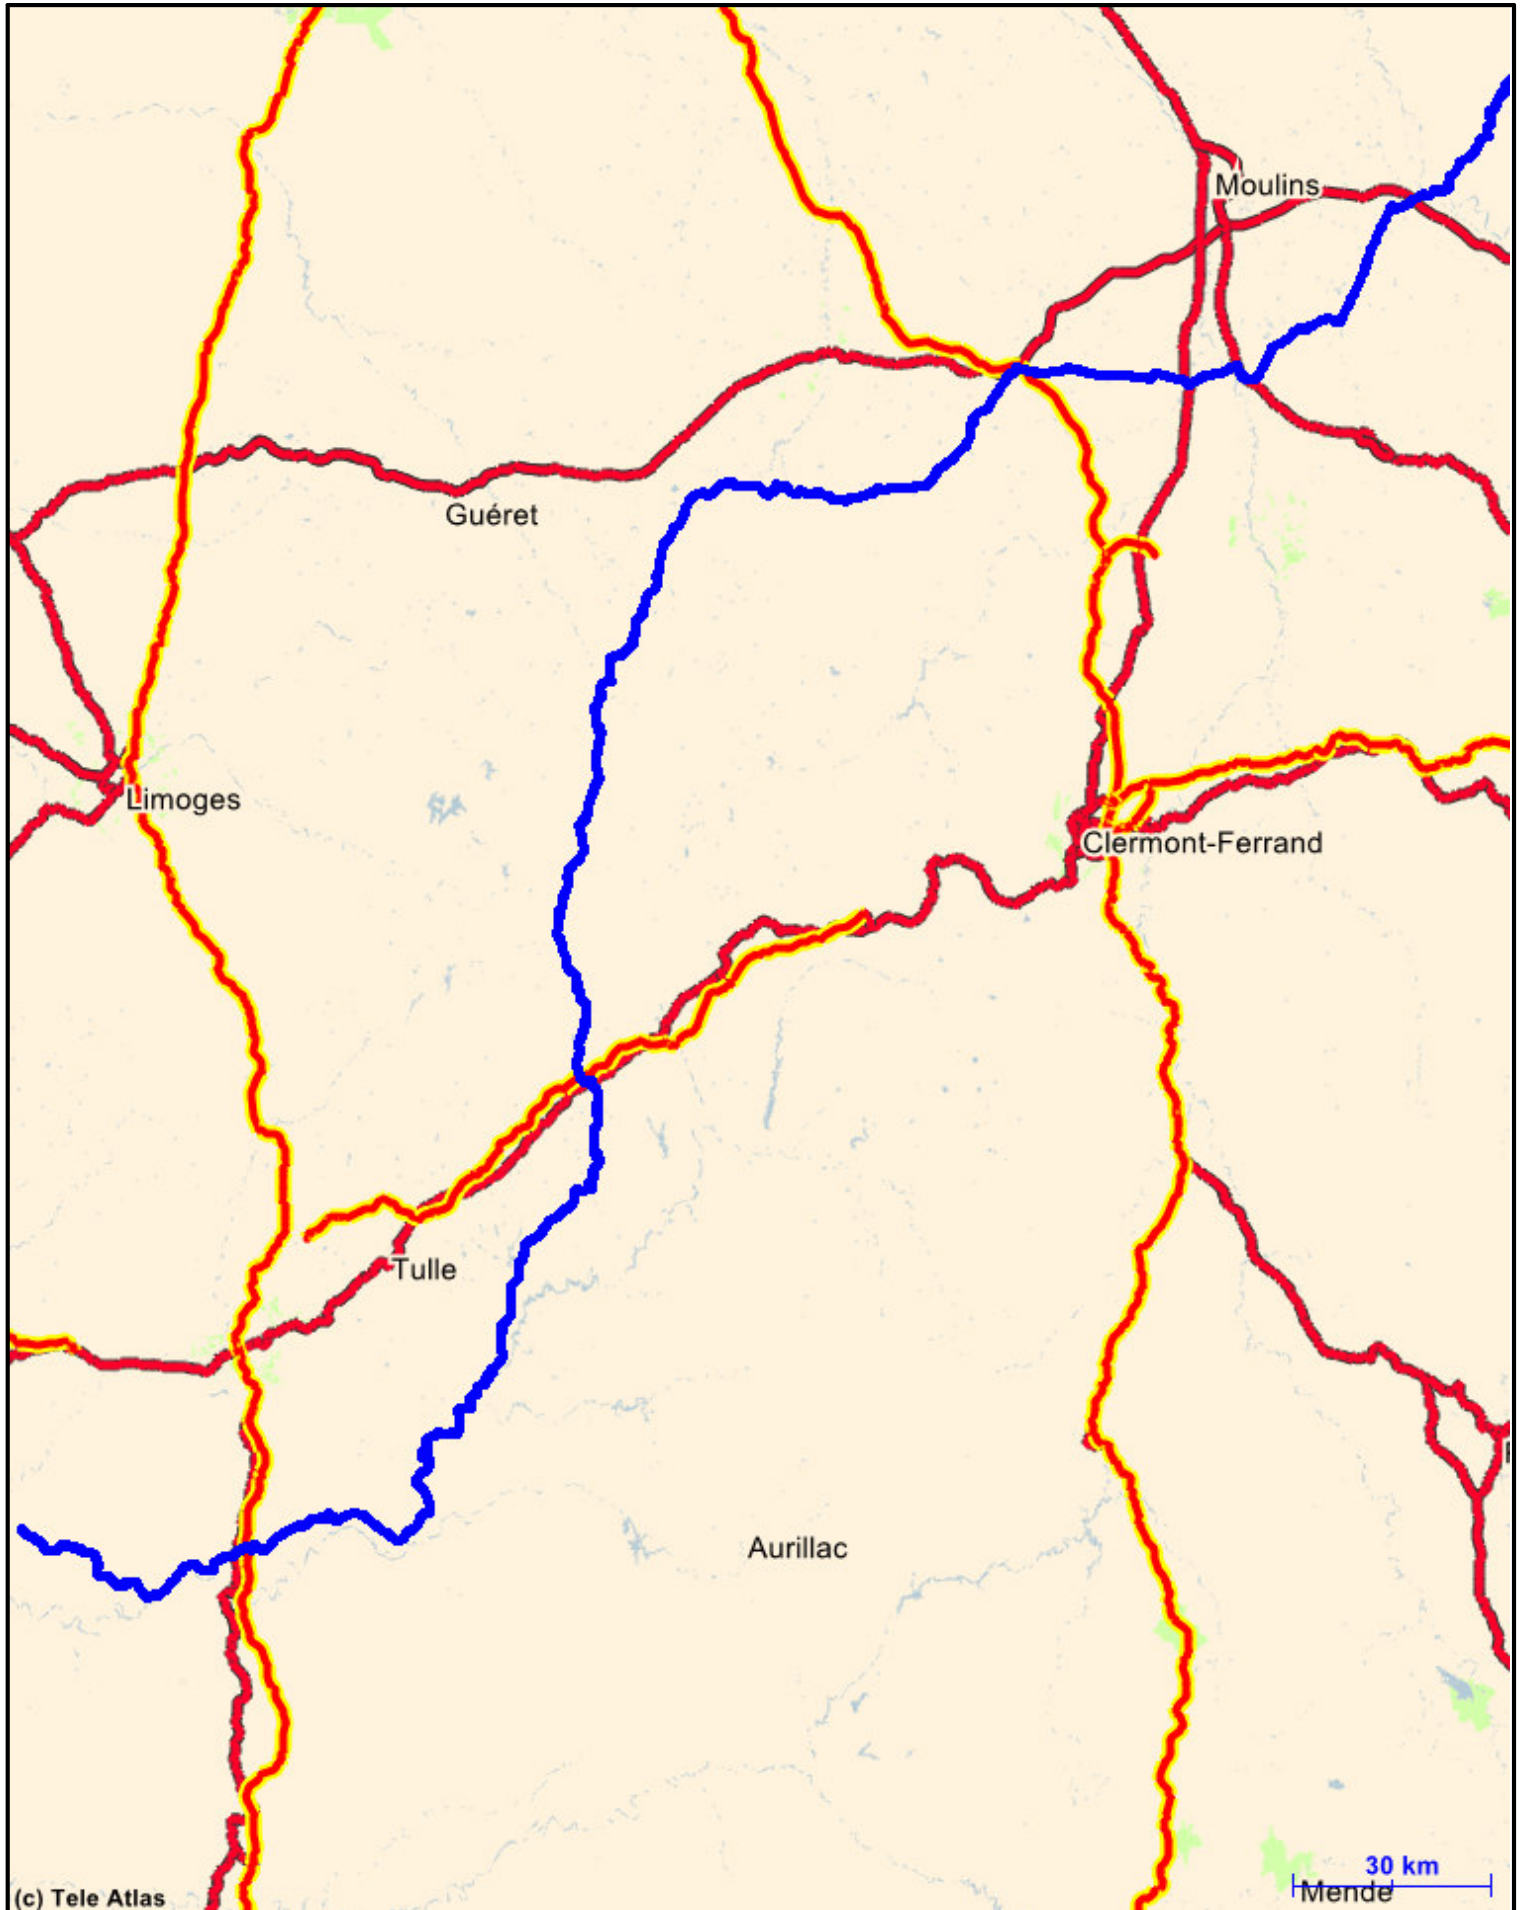 Moulins
Guéret
Limoges
Clermont-Ferrand
Tulle
Aurillac
30 km
Mende
(c) Tele Atlas